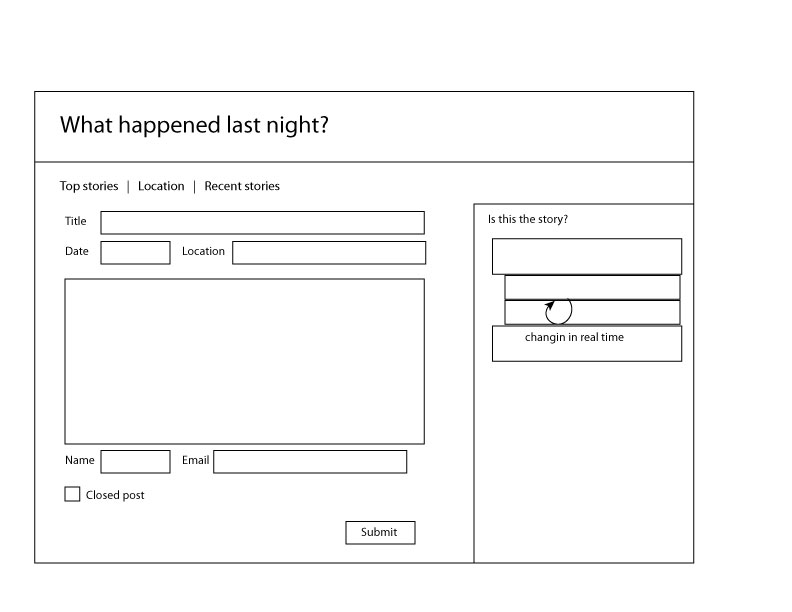 What happened last night?
Top stories | Location | Recent stories
Title
Date Location
Name Email
Closed post
Submit
Is this the story?
changin in real time